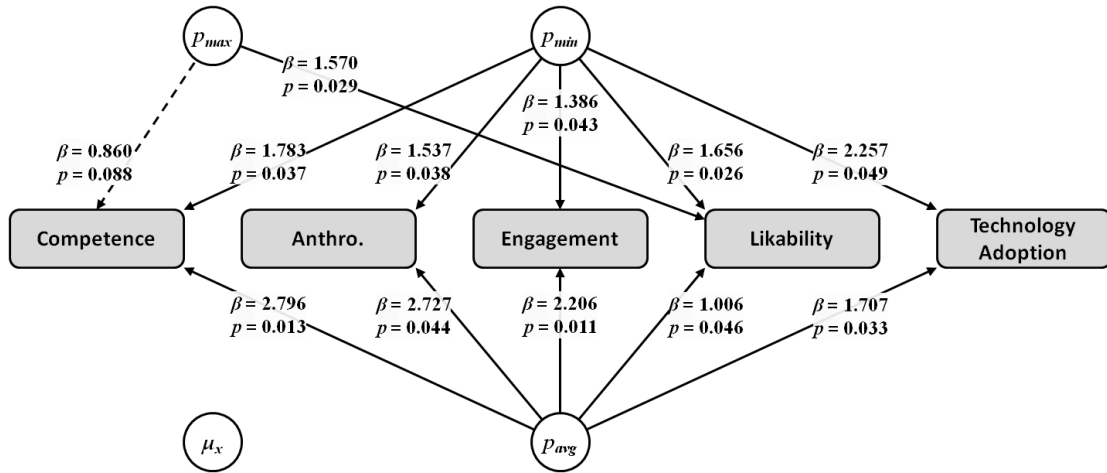 p_max
p_min
β = 1.570
p = 0.029
β = 1.386
p = 0.043
β = 0.860
p = 0.088
β = 1.783
p = 0.037
β = 1.537
p = 0.038
β = 1.656
p = 0.026
β = 2.257
p = 0.049
Competence
Anthro.
Engagement
Likability
Technology
Adoption
β = 2.796
p = 0.013
β = 2.727
p = 0.044
β = 2.206
p = 0.011
β = 1.006
p = 0.046
β = 1.707
p = 0.033
μ_x
p_avg